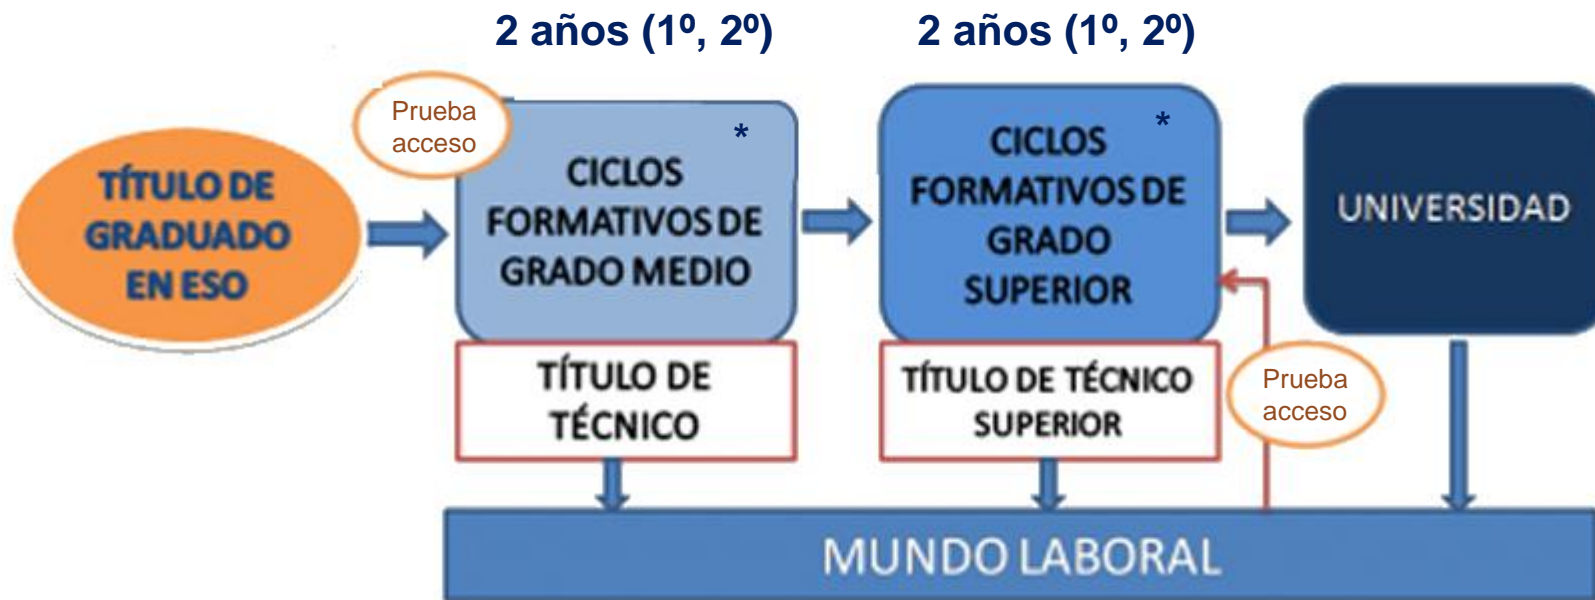 2 años (1º, 2º)
2 años (1º, 2º)
Prueba
acceso
TÍTULO DE
GRADUADO
EN ESO
*
CICLOS
FORMATIVOS DE
GRADO MEDIO
*
CICLOS
FORMATIVOS DE
GRADO
SUPERIOR
UNIVERSIDAD
TÍTULO DE
TÉCNICO
TÍTULO DE TÉCNICO
SUPERIOR
Prueba
acceso
MUNDO LABORAL